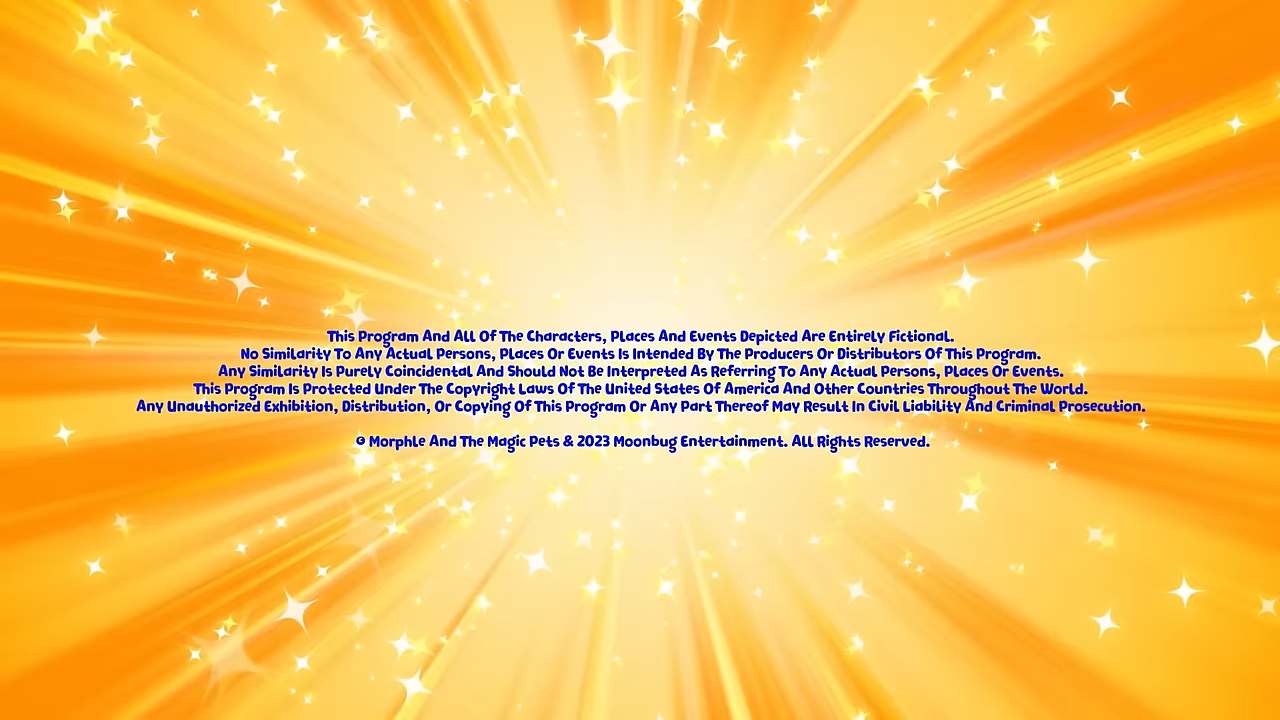 This Program And All Of The Characters, Places And Events Depicted Are Entirely Fictional.
No Similarity To Any Actual Persons, Places Or Events Is Intended By The Producers Or Distributors Of This Program.
Any Similarity Is Purely Coincidental And Should Not Be Interpreted As Referring To Any Actual Persons, Places Or Events.
This Program Is Protected Under The Copyright Laws Of The United States Of America And Other Countries Throughout The World.
Any Unauthorized Exhibition, Distribution, Or Copying Of This Program Or Any Part Thereof May Result In Civil Liability And Criminal Prosecution.
© Morphle And The Magic Pets & 2023 Moonbug Entertainment. All Rights Reserved.